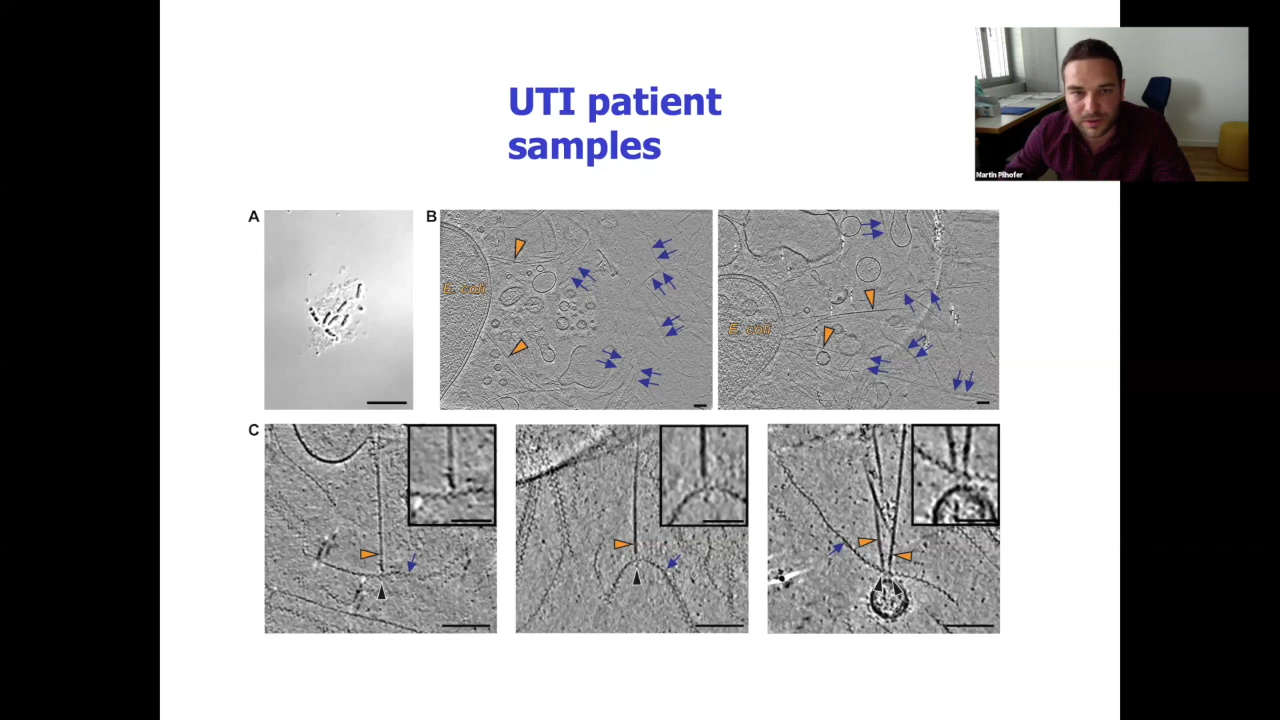 UTI patient
samples
Martin Pilhofer
A
B
E. coli
E. coli
C